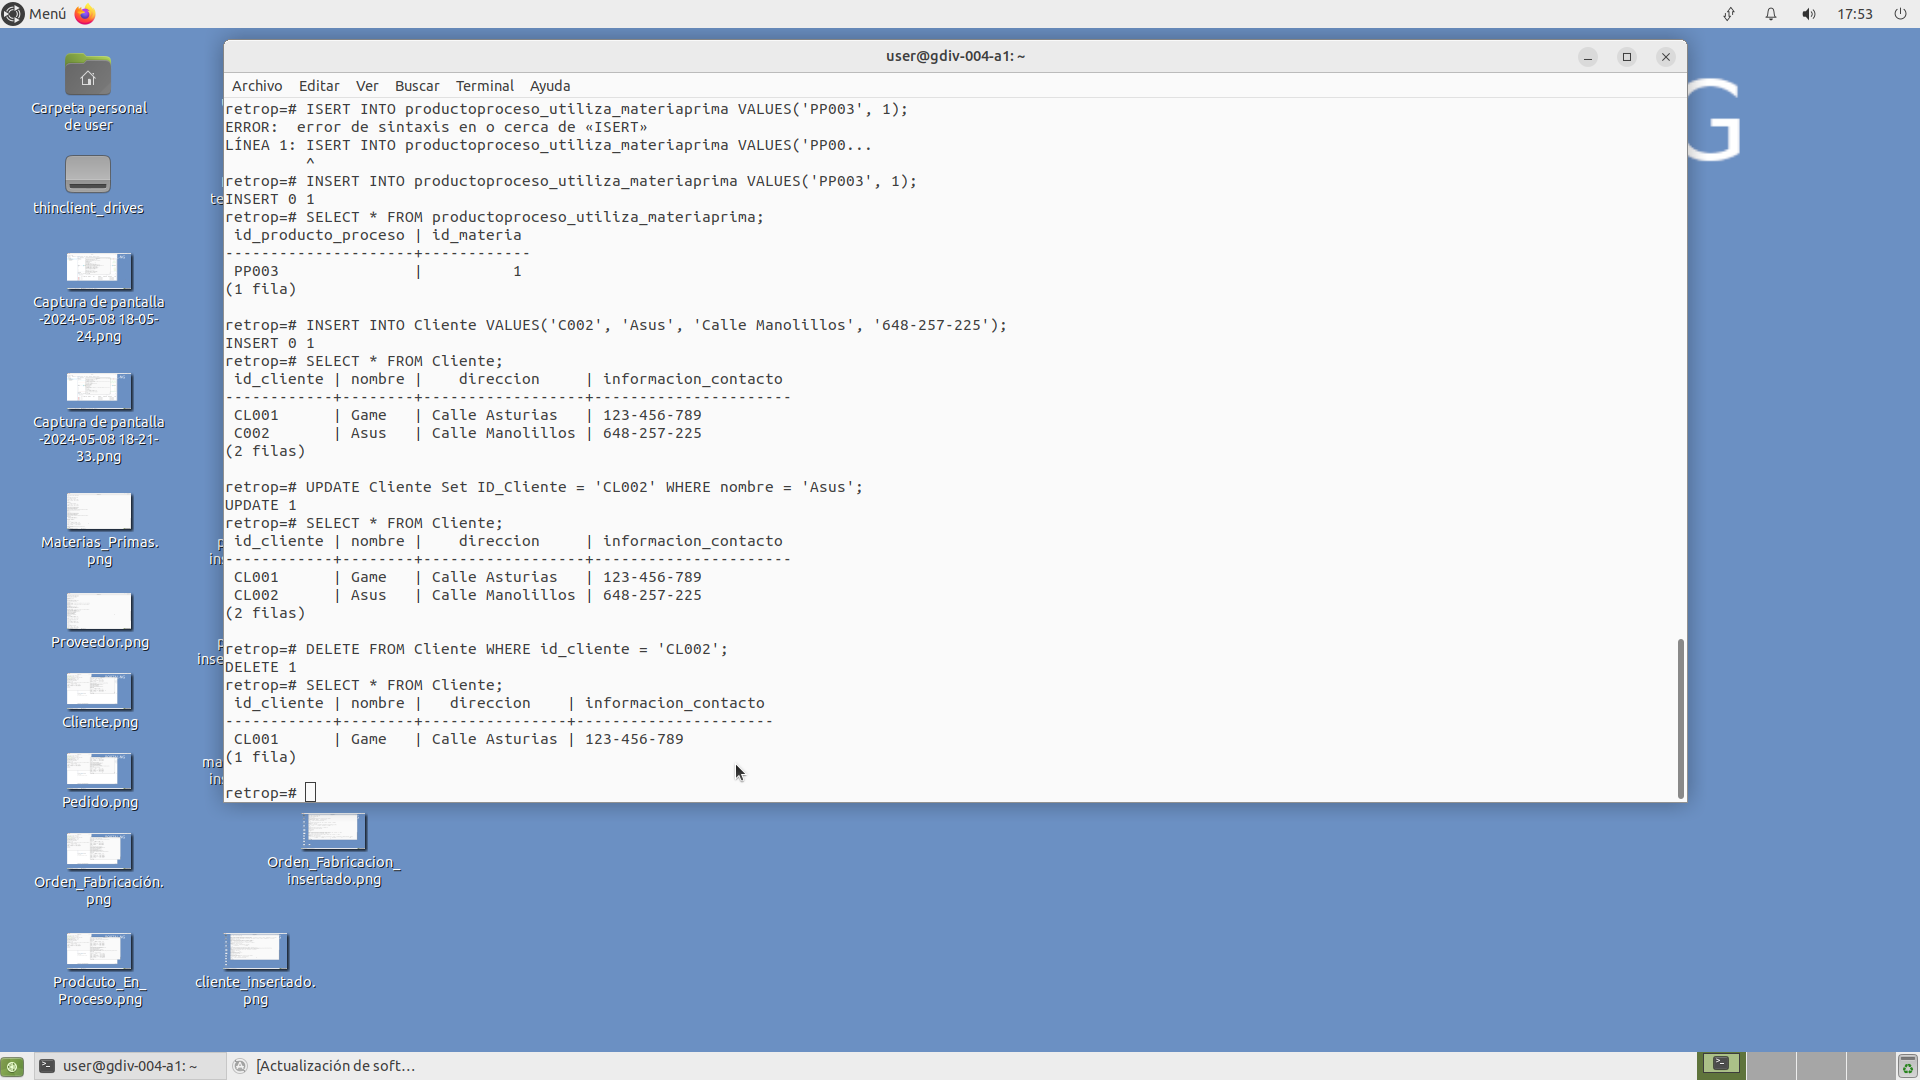 Menú
17:53
user@gdiv-004-a1: ~
Archivo Editar Ver Buscar Terminal Ayuda
retrop=# ISERT INTO productoproceso_utiliza_materiaprima VALUES('PP003', 1);
ERROR:  error de sintaxis en o cerca de «ISERT»
LÍNEA 1: ISERT INTO productoproceso_utiliza_materiaprima VALUES('PP00...
         ^
retrop=# INSERT INTO productoproceso_utiliza_materiaprima VALUES('PP003', 1);
INSERT 0 1
retrop=# SELECT * FROM productoproceso_utiliza_materiaprima;
 id_producto_proceso | id_materia
---------------------+------------
 PP003               |          1
(1 fila)
retrop=# INSERT INTO Cliente VALUES('C002', 'Asus', 'Calle Manolillos', '648-257-225');
INSERT 0 1
retrop=# SELECT * FROM Cliente;
 id_cliente | nombre |    direccion     | informacion_contacto
------------+--------+------------------+----------------------
 CL001      | Game   | Calle Asturias   | 123-456-789
 C002       | Asus   | Calle Manolillos | 648-257-225
(2 filas)
retrop=# UPDATE Cliente Set ID_Cliente = 'CL002' WHERE nombre = 'Asus';
UPDATE 1
retrop=# SELECT * FROM Cliente;
 id_cliente | nombre |    direccion     | informacion_contacto
------------+--------+------------------+----------------------
 CL001      | Game   | Calle Asturias   | 123-456-789
 CL002      | Asus   | Calle Manolillos | 648-257-225
(2 filas)
retrop=# DELETE FROM Cliente WHERE id_cliente = 'CL002';
DELETE 1
retrop=# SELECT * FROM Cliente;
 id_cliente | nombre |   direccion    | informacion_contacto
------------+--------+----------------+----------------------
 CL001      | Game   | Calle Asturias | 123-456-789
(1 fila)
retrop=#
Carpeta personal
de user
thinclient_drives
Captura de pantalla
-2024-05-08 18-05-
24.png
Captura de pantalla
-2024-05-08 18-21-
33.png
Materias_Primas.
png
Proveedor.png
Cliente.png
Pedido.png
Orden_Fabricación.
png
Prodcuto_En_
Proceso.png
te
p
in
p
inse
ma
in
cliente_insertado.
png
Orden_Fabricacion_
insertado.png
G
user@gdiv-004-a1: ~
[Actualización de soft...